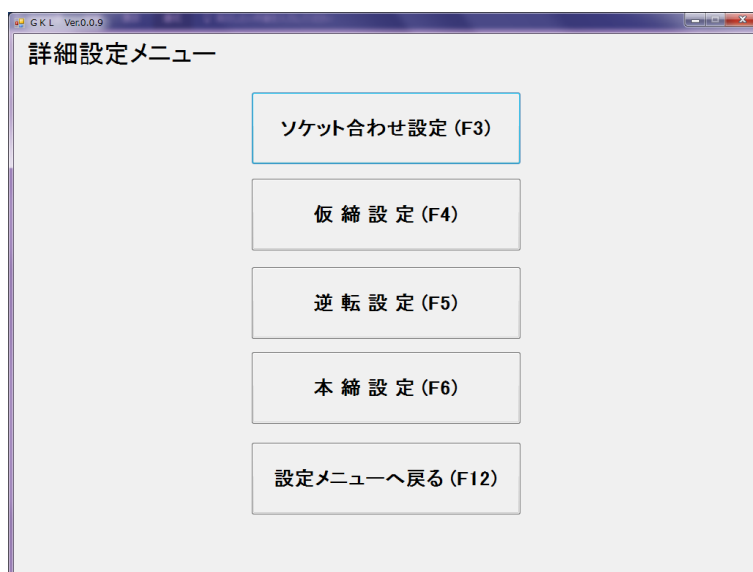 G K L Ver.0.0.9
詳細設定メニュー
ソケット合わせ設定 (F3)
仮 締 設 定 (F4)
逆 転 設 定 (F5)
本 締 設 定 (F6)
設定メニューへ戻る (F12)